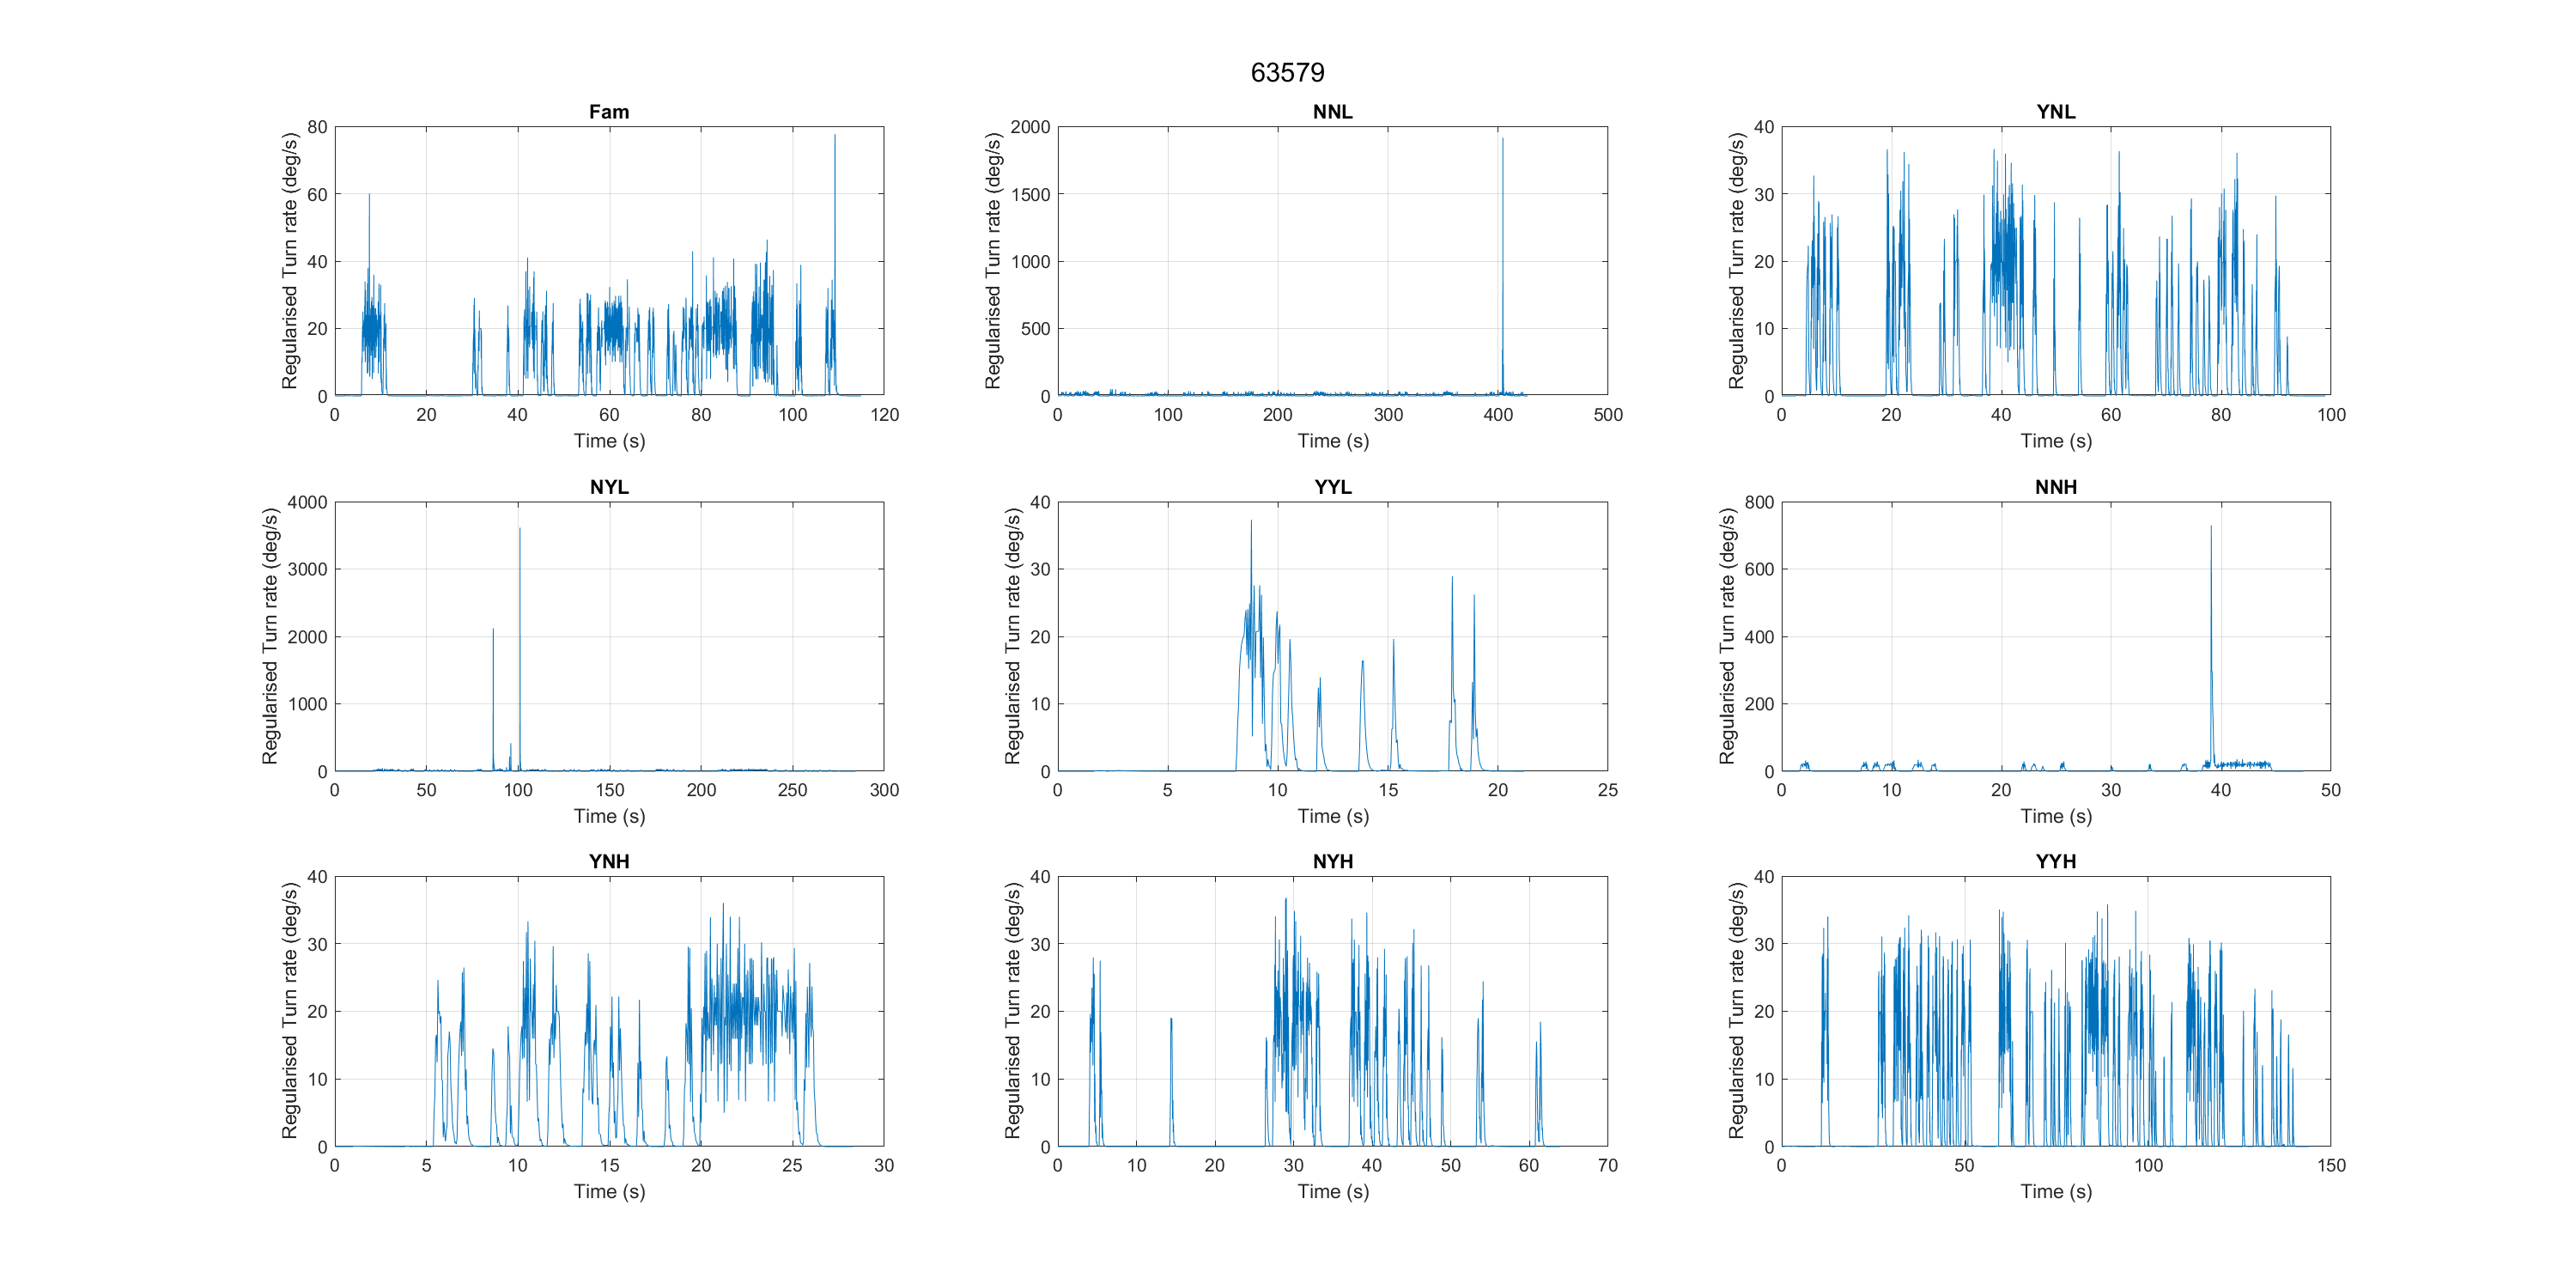 63579
Fam
NNL
YNL
Regularised Turn rate (deg/s)
80
60
40
20
0
0 20 40 60 80 100 120
Time (s)
Regularised Turn rate (deg/s)
2000
1500
1000
500
0
0 100 200 300 400 500
Time (s)
Regularised Turn rate (deg/s)
40
30
20
10
0
0 20 40 60 80 100
Time (s)
NYL
YYL
NNH
Regularised Turn rate (deg/s)
4000
3000
2000
1000
0
0 50 100 150 200 250 300
Time (s)
Regularised Turn rate (deg/s)
40
30
20
10
0
0 5 10 15 20 25
Time (s)
Regularised Turn rate (deg/s)
800
600
400
200
0
0 10 20 30 40 50
Time (s)
YNH
NYH
YYH
Regularised Turn rate (deg/s)
40
30
20
10
0
0 5 10 15 20 25 30
Time (s)
Regularised Turn rate (deg/s)
40
30
20
10
0
0 10 20 30 40 50 60 70
Time (s)
Regularised Turn rate (deg/s)
40
30
20
10
0
0 50 100 150
Time (s)